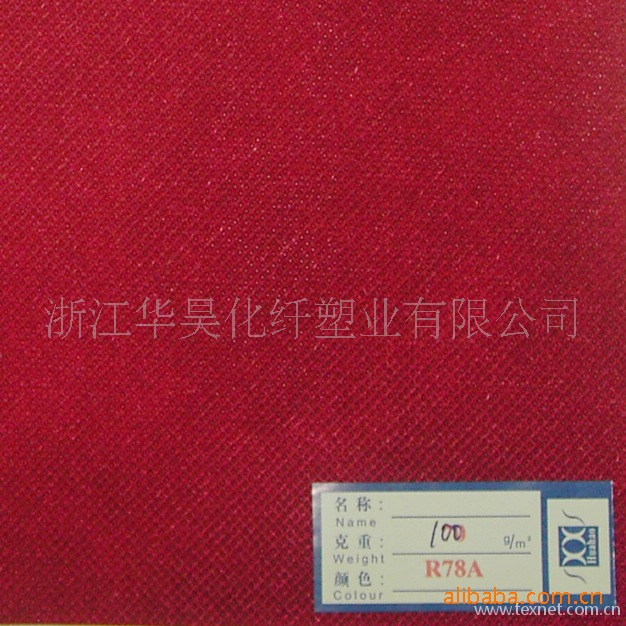 浙江华昊化纤塑业有限公司
名称：
Name
克重： 100 g/m²
Weight
颜色： R78A
Colour
Huahao
alibaba.com.cn
www.texnet.com.cn